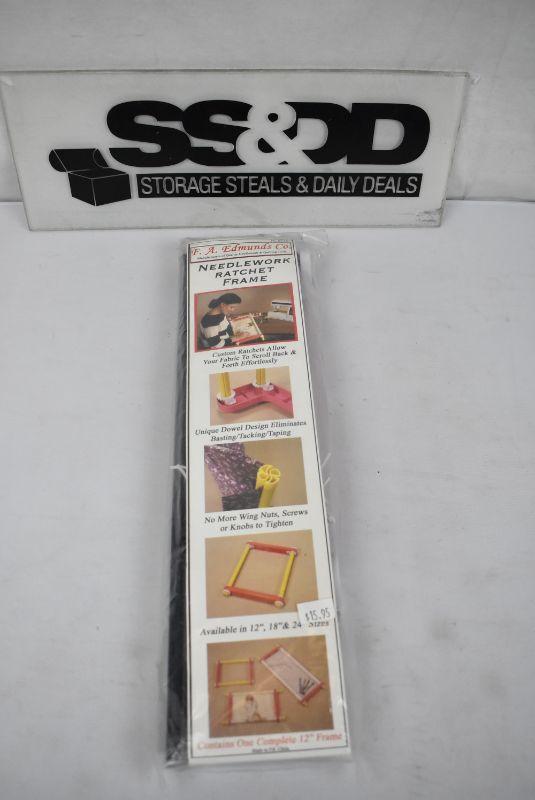 SS&DD
STORAGE STEALS & DAILY DEALS
F. A. Edmunds Co.
NEEDLEWORK
RATCHET
FRAME
Custom Ratchets Allow
Your Fabric To Scroll Back &
Forth Effortlessly
Unique Dowel Design Eliminates
Basting/Tacking/Taping
No More Wing Nuts, Screws
or Knobs to Tighten
$15.95
Available in 12", 18" & 24" Sizes
Contains One Complete 12" Frame